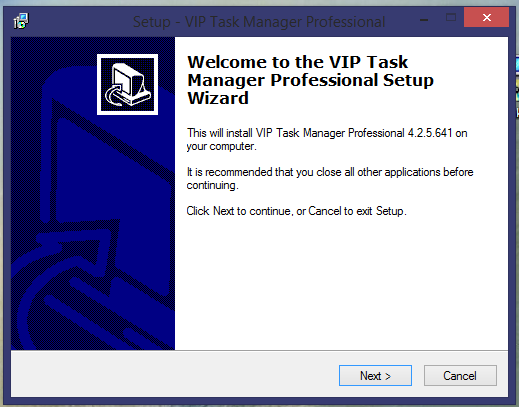 Setup - VIP Task Manager Professional
Welcome to the VIP Task
Manager Professional Setup
Wizard
This will install VIP Task Manager Professional 4.2.5.641 on
your computer.
It is recommended that you close all other applications before
continuing.
Click Next to continue, or Cancel to exit Setup.
Next >
Cancel